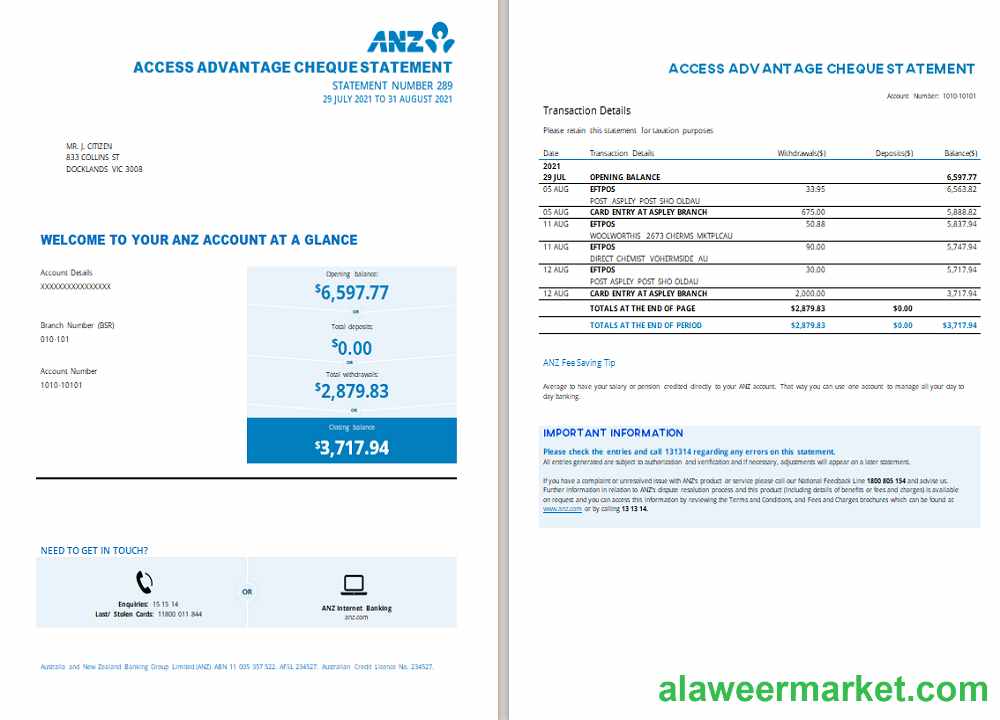 ANZ
ACCESS ADVANTAGE CHEQUE STATEMENT
STATEMENT NUMBER 289
29 JULY 2021 TO 31 AUGUST 2021
MR. J. CITIZEN
833 COLLINS ST
DOCKLANDS VIC 3008
WELCOME TO YOUR ANZ ACCOUNT AT A GLANCE
Account Details
XXXXXXXXXXXXXXXX
Branch Number (BSR)
010-101
Account Number
1010-10101
Opening balance:
$6,597.77
OR
Total deposits:
$0.00
OR
Total withdrawals:
$2,879.83
OR
Closing balance
$3,717.94
NEED TO GET IN TOUCH?
Enquiries: 15 15 14
Last/ Stolen Cards: 11800 011 844
OR
ANZ Internet Banking
anz.com
Australia and New Zealand Banking Group Limited (ANZ) ABN 11 005 357 522. AFSL 234527. Australian Credit Licence No. 234527.
ACCESS ADVANTAGE CHEQUE STATEMENT
Account Number: 1010-10101
Transaction Details
Please retain this statement for taxation purposes
Date Transaction Details Withdrawals($) Deposits($) Balance($)
2021
29 JUL OPENING BALANCE 6,597.77
05 AUG EFTPOS 33.95 6,563.82
POST ASPLEY POST SHO OLDAU
05 AUG CARD ENTRY AT ASPLEY BRANCH 675.00 5,888.82
11 AUG EFTPOS 50.88 5,837.94
WOOLWORTHIS 2673 CHERMS MKTPLCAU
11 AUG EFTPOS 90.00 5,747.94
DIRECT CHEMIST VOHERMSIDE AU
12 AUG EFTPOS 30.00 5,717.94
POST ASPLEY POST SHO OLDAU
12 AUG CARD ENTRY AT ASPLEY BRANCH 2,000.00 3,717.94
TOTALS AT THE END OF PAGE $2,879.83 $0.00
TOTALS AT THE END OF PERIOD $2,879.83 $0.00 $3,717.94
ANZ Fee Saving Tip
Average to have your salary or pension credited directly to your ANZ account. That way you can use one account to manage all your day to
day banking.
IMPORTANT INFORMATION
Please check the entries and call 131314 regarding any errors on this statement.
All entries generated are subject to authorization and verification and if necessary, adjustments will appear on a later statement.
If you have a complaint or unresolved issue with ANZ's product or service please call our National Feedback Line 1800 805 154 and advise us.
Further information in relation to ANZ's dispute resolution process and this product (including details of benefits or fees and charges) is available
on request and you can access this information by reviewing the Terms and Conditions, and Fees and Charges brochures which can be found at
www.anz.com or by calling 13 13 14.
alaweermarket.com